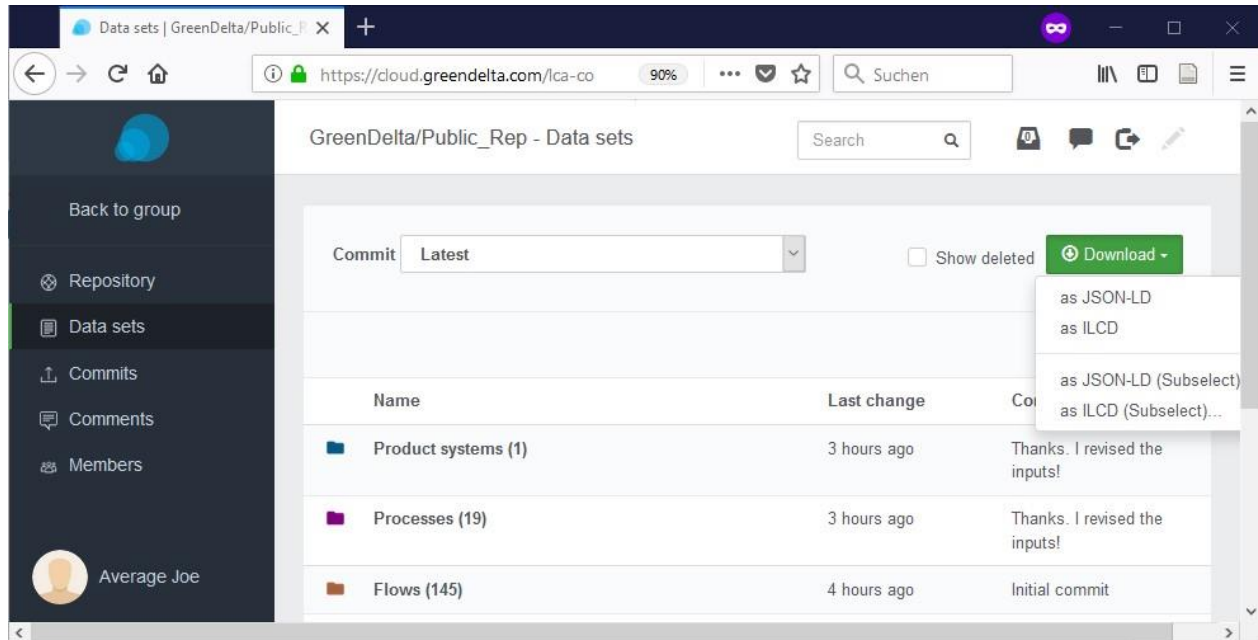 Data sets | GreenDelta/Public_R
https://cloud.greendelta.com/lca-co
90%
Suchen
GreenDelta/Public_Rep - Data sets
Search
0
Back to group
Repository
Data sets
Commits
Comments
Members
Average Joe
Commit
Latest
Show deleted
Download
as JSON-LD
as ILCD
as JSON-LD (Subselect)
as ILCD (Subselect)...
Name
Last change
Co
Product systems (1)
3 hours ago
Thanks. I revised the
inputs!
Processes (19)
3 hours ago
Thanks. I revised the
inputs!
Flows (145)
4 hours ago
Initial commit